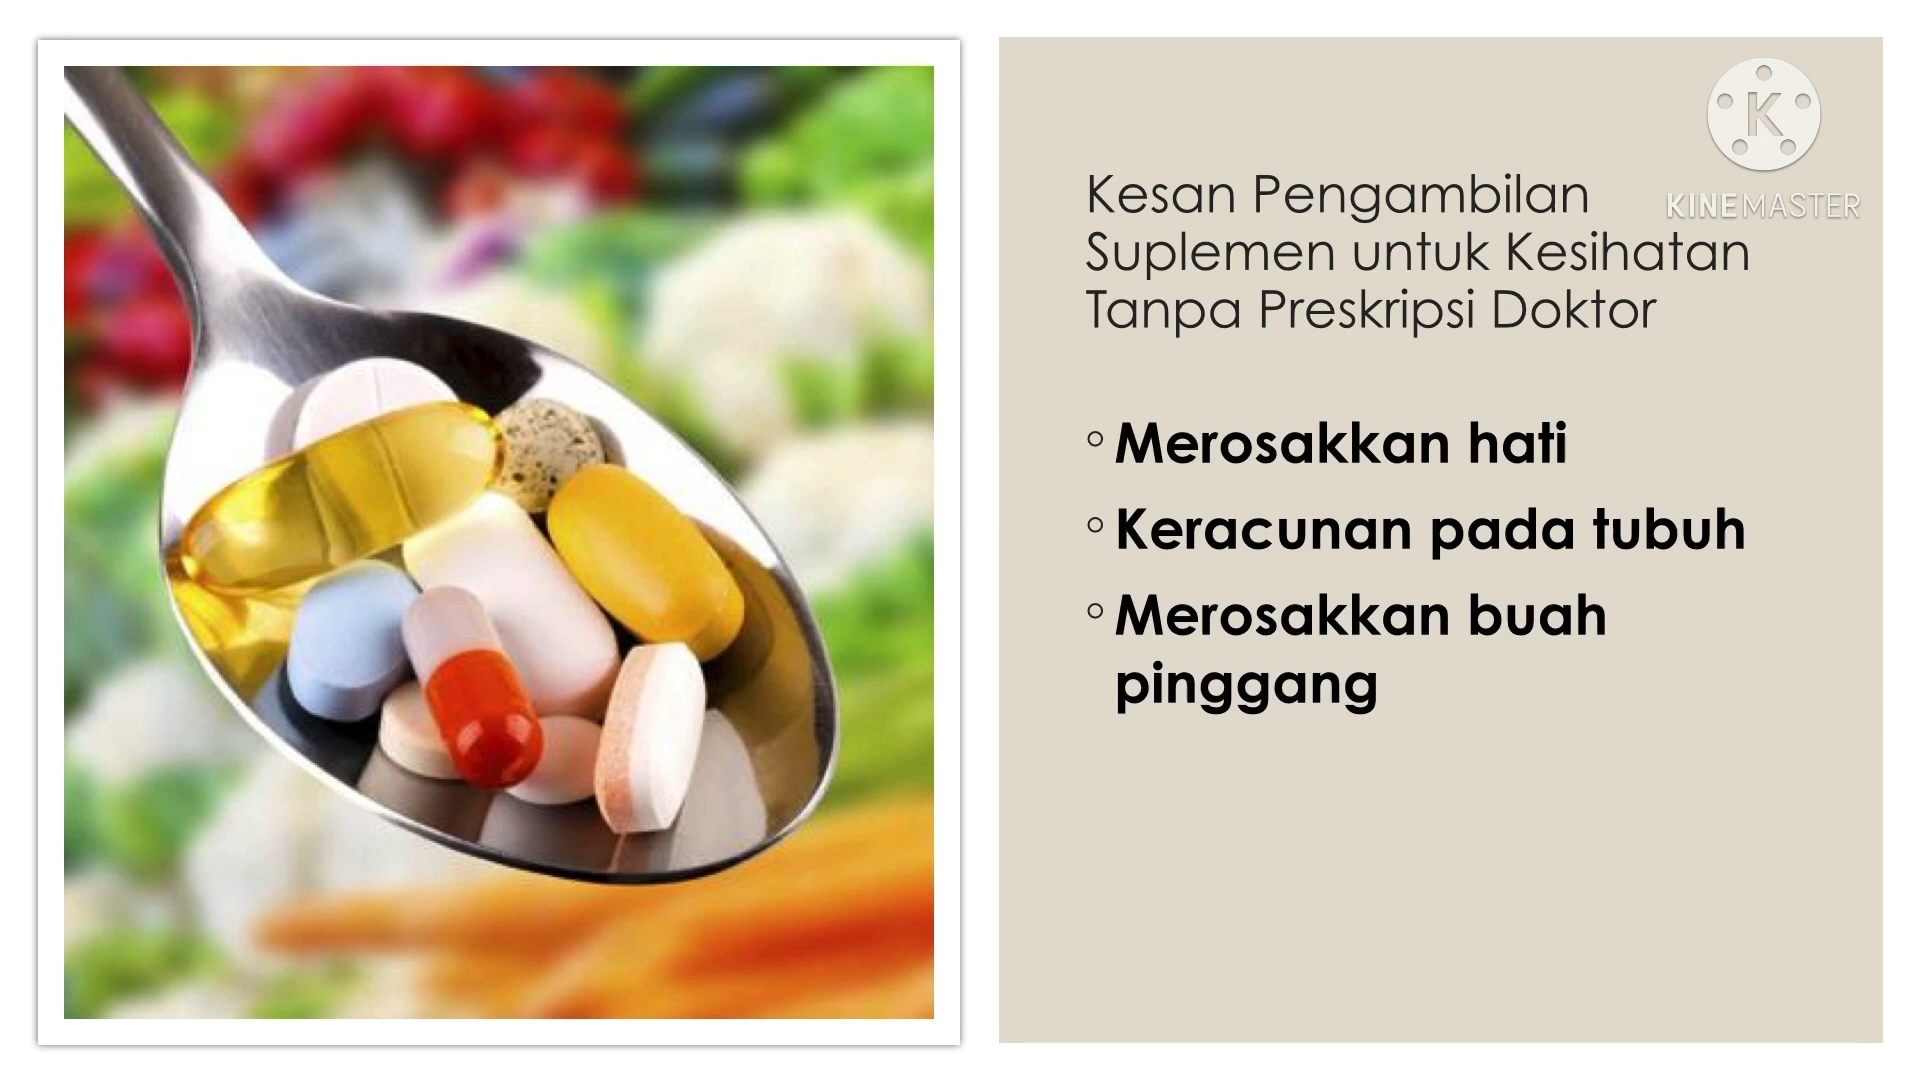 K
KINEMASTER
Kesan Pengambilan
Suplemen untuk Kesihatan
Tanpa Preskripsi Doktor
◦ Merosakkan hati
◦ Keracunan pada tubuh
◦ Merosakkan buah
pinggang